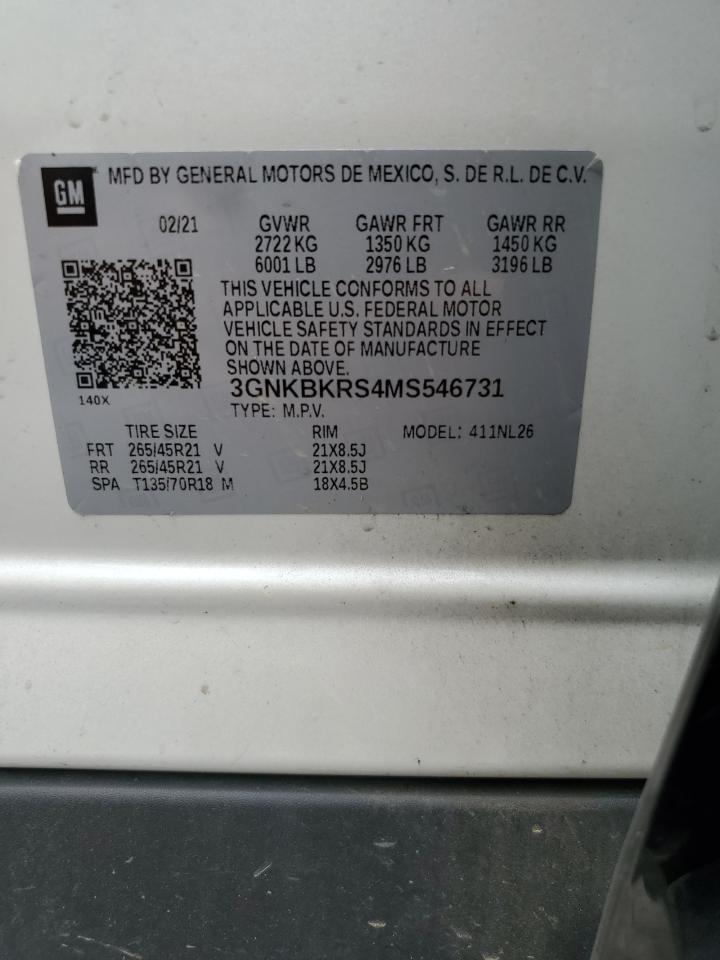 GM MFD BY GENERAL MOTORS DE MEXICO, S. DE R.L. DE C.V.
02/21 GVWR GAWR FRT GAWR RR
2722 KG 1350 KG 1450 KG
6001 LB 2976 LB 3196 LB
THIS VEHICLE CONFORMS TO ALL
APPLICABLE U.S. FEDERAL MOTOR
VEHICLE SAFETY STANDARDS IN EFFECT
ON THE DATE OF MANUFACTURE
SHOWN ABOVE.
140X
3GNKBKRS4MS546731
TYPE: M.P.V.
TIRE SIZE RIM MODEL: 411NL26
FRT 265/45R21 V 21X8.5J
RR 265/45R21 V 21X8.5J
SPA T135/70R18 M 18X4.5B